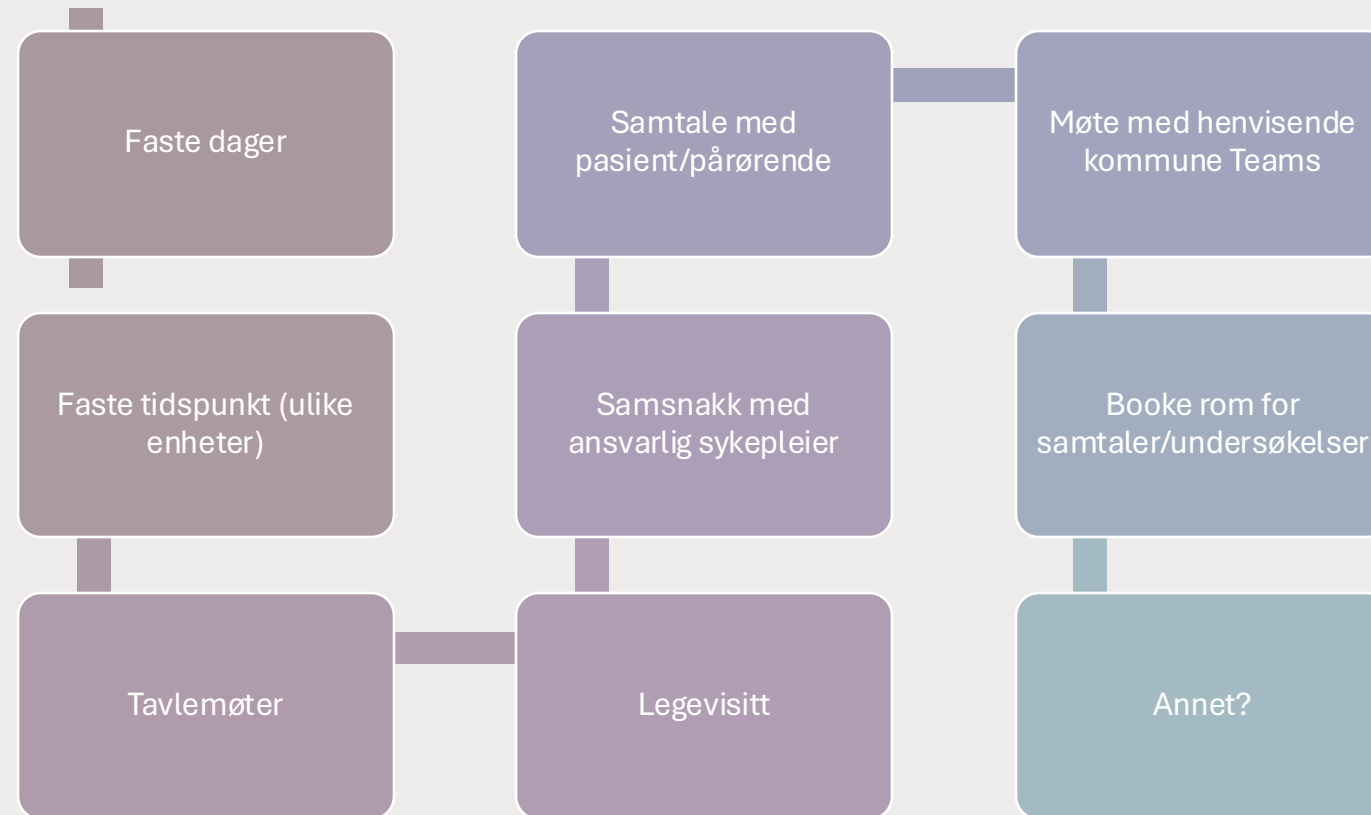 Faste dager
Faste tidspunkt (ulike
enheter)
Tavlemøter
Legevisitt
Samsnakk med
ansvarlig sykepleier
Samtale med
pasient/pårørende
Møte med henvisende
kommune Teams
Booke rom for
samtaler/undersøkelser
Annet?